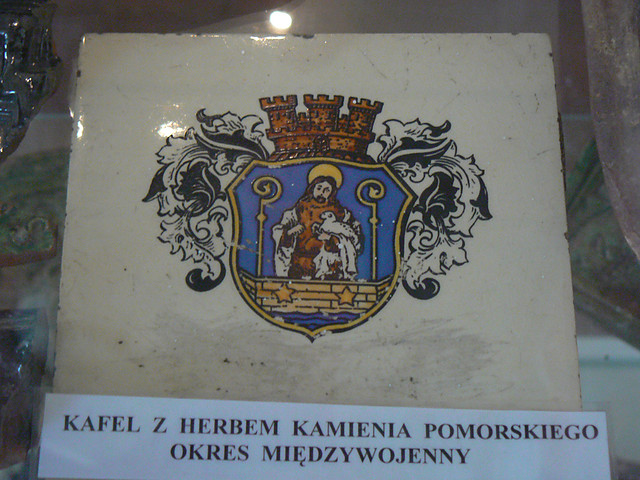 KAFEL Z HERBEM KAMIENIA POMORSKIEGO
OKRES MIĘDZYWOJENNY